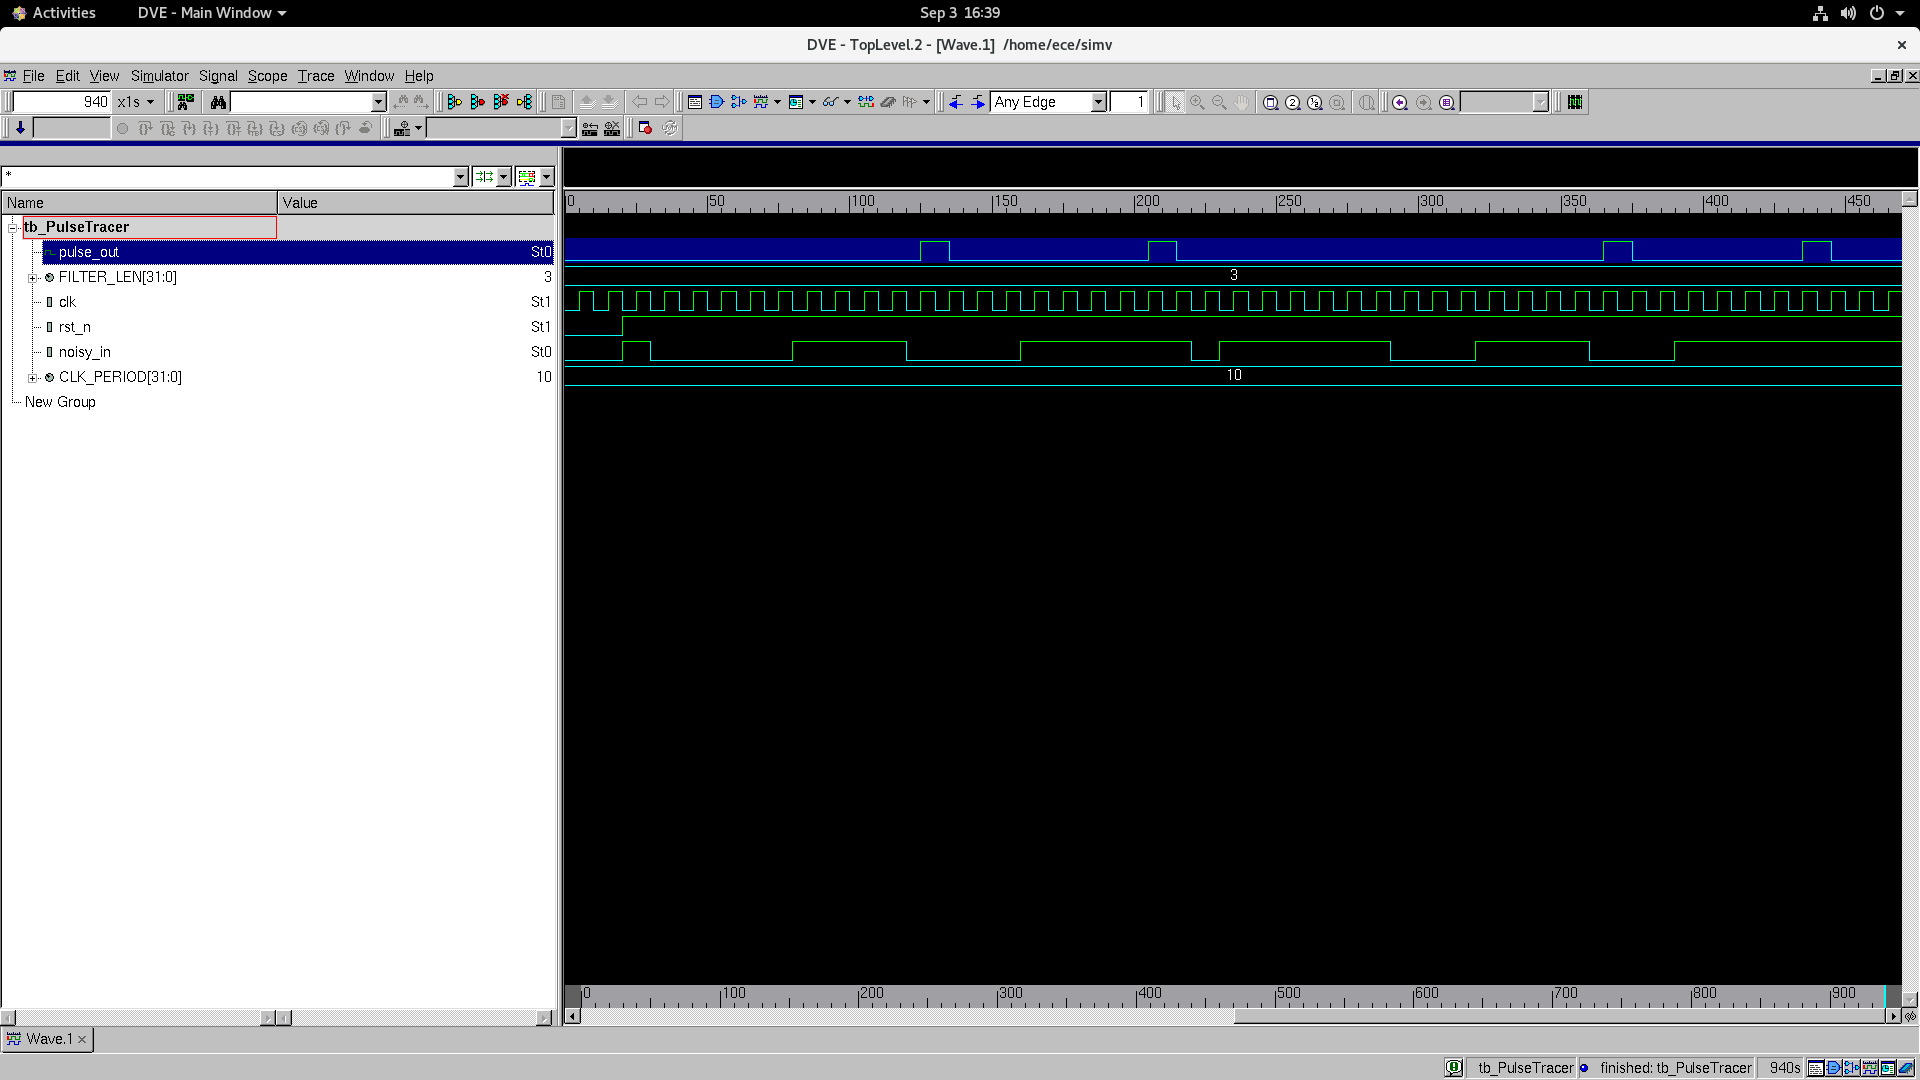 Activities DVE - Main Window Sep 3 16:39
DVE - TopLevel.2 - [Wave.1] /home/ece/simv
File Edit View Simulator Signal Scope Trace Window Help
940 x1s Any Edge 1
*
Name Value
0 50 100 150 200 250 300 350 400 450
tb_PulseTracer
pulse_out St0
FILTER_LEN[31:0] 3 3
clk St1
rst_n St1
noisy_in St0
CLK_PERIOD[31:0] 10 10
New Group
0 100 200 300 400 500 600 700 800 900
Wave.1
tb_PulseTracer finished: tb_PulseTracer 940s